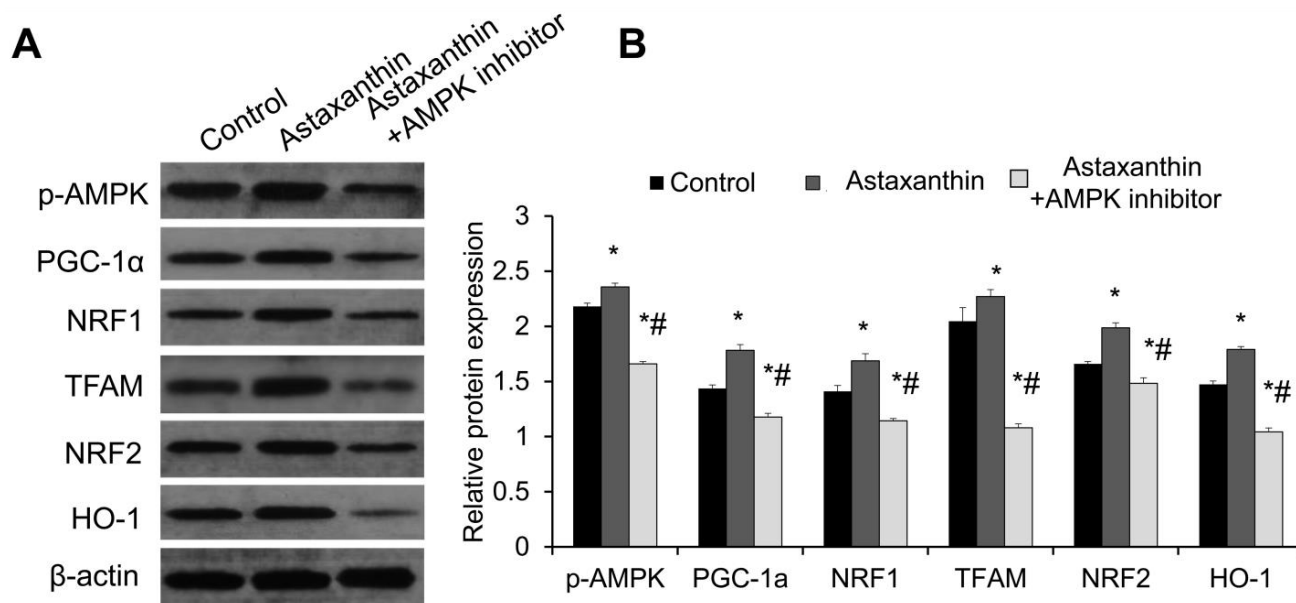 A
Control
Astaxanthin
Astaxanthin
+AMPK inhibitor
p-AMPK
PGC-1α
NRF1
TFAM
NRF2
HO-1
β-actin
B
Control
Astaxanthin
Astaxanthin
+AMPK inhibitor
Relative protein expression
3
2.5
2
1.5
1
0.5
0
* *#
* *#
* *#
* *#
* *#
* *#
p-AMPK PGC-1a NRF1 TFAM NRF2 HO-1